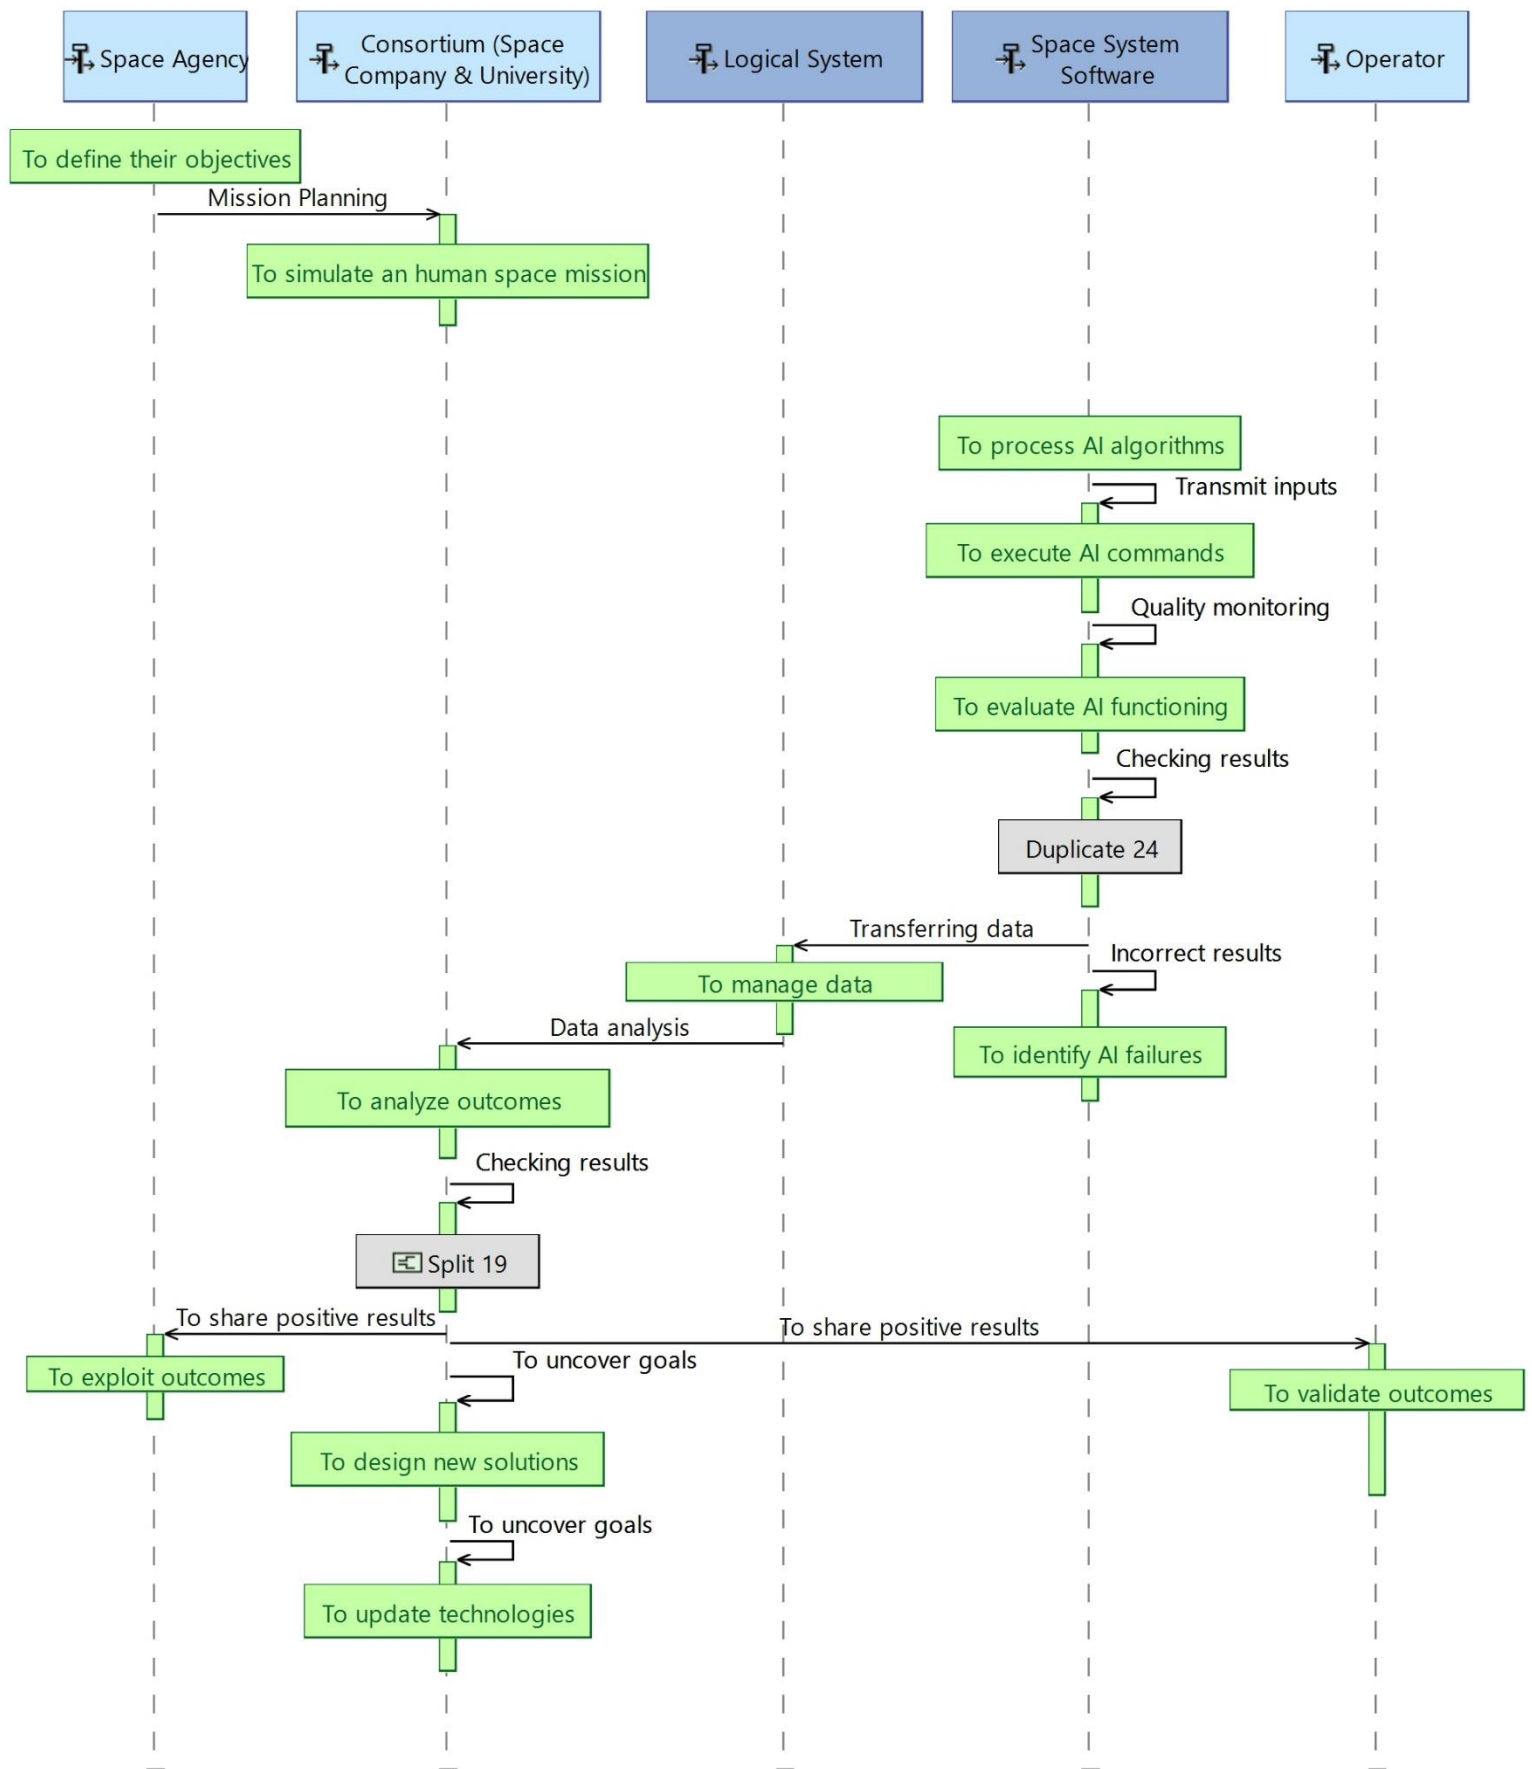 Space Agency
Consortium (Space
Company & University)
Logical System
Space System
Software
Operator
To define their objectives
Mission Planning
To simulate an human space mission
To process AI algorithms
Transmit inputs
To execute AI commands
Quality monitoring
To evaluate AI functioning
Checking results
Duplicate 24
Transferring data
Incorrect results
To manage data
Data analysis
To identify AI failures
To analyze outcomes
Checking results
Split 19
To share positive results
To share positive results
To uncover goals
To exploit outcomes
To validate outcomes
To design new solutions
To uncover goals
To update technologies